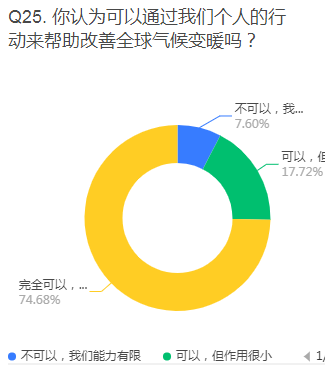 Q25. 你认为可以通过我们个人的行
动来帮助改善全球气候变暖吗？
不可以，我...
7.60%
可以，但
17.72%
完全可以，...
74.68%
不可以，我们能力有限
可以，但作用很小
1/